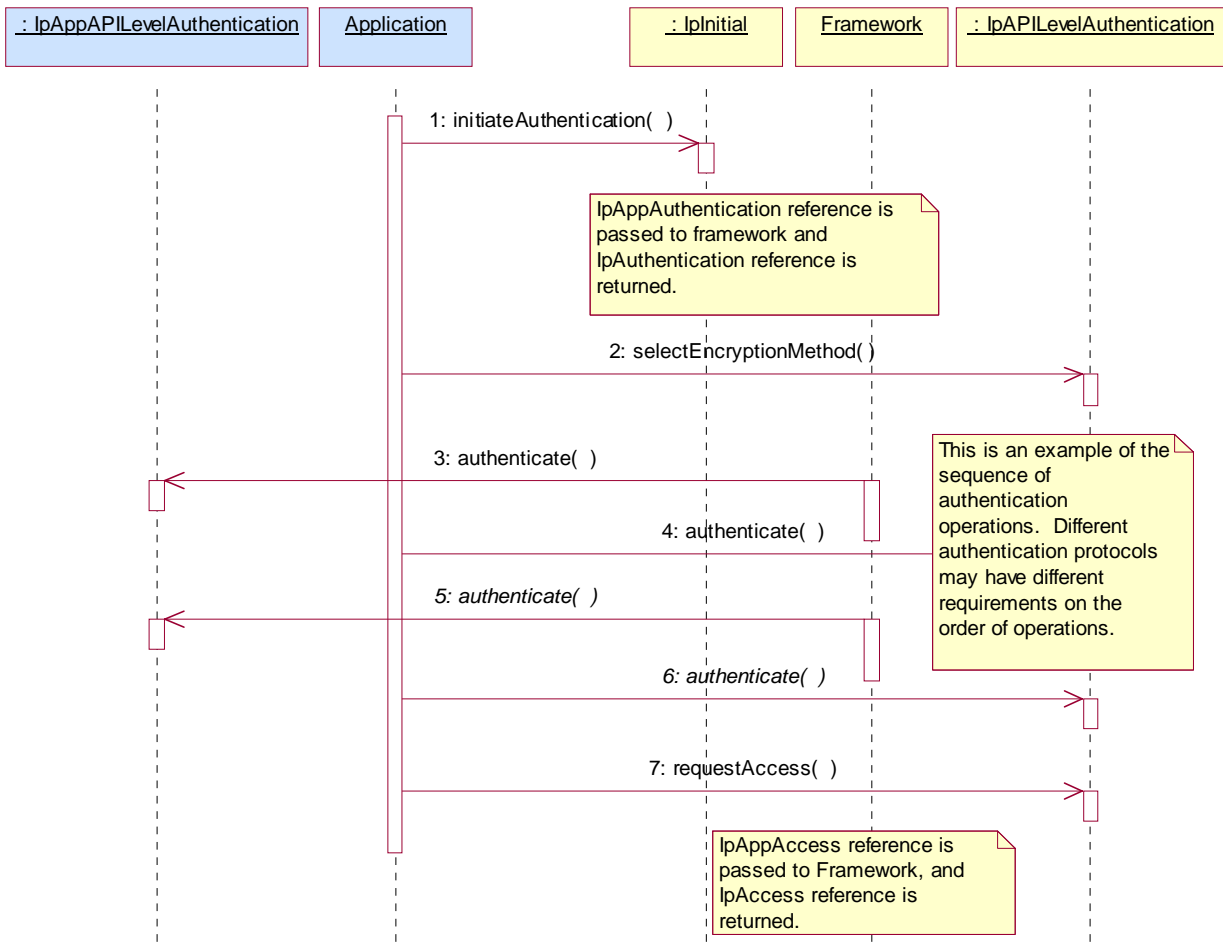 : IpAppAPILevelAuthentication
Application
: IpInitial
Framework
: IpAPILevelAuthentication
1: initiateAuthentication( )
IpAppAuthentication reference is
passed to framework and
IpAuthentication reference is
returned.
2: selectEncryptionMethod( )
3: authenticate( )
This is an example of the
sequence of
authentication
operations. Different
authentication protocols
may have different
requirements on the
order of operations.
4: authenticate( )
5: authenticate( )
6: authenticate( )
7: requestAccess( )
IpAppAccess reference is
passed to Framework, and
IpAccess reference is
returned.